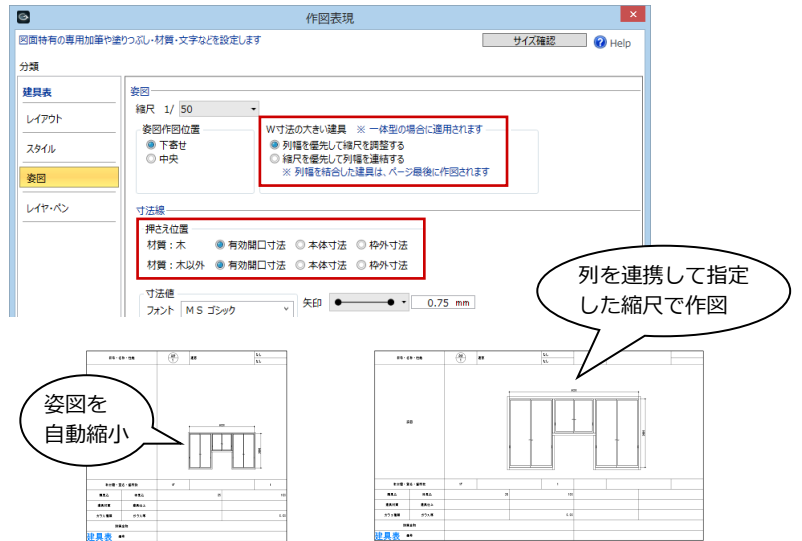 作図表現
図面特有の専用加筆や塗りつぶし・材質・文字などを設定します
サイズ確認
Help
分類
建具表
レイアウト
スタイル
姿図
レイヤ・ペン
姿図
縮尺 1/ 50
姿図作図位置
下寄せ
中央
W寸法の大きい建具 ※ 一体型の場合に適用されます
列幅を優先して縮尺を調整する
縮尺を優先して列幅を連結する
※ 列幅を結合した建具は、ページ最後に作図されます
寸法線
押さえ位置
材質:木 有効開口寸法 本体寸法 枠外寸法
材質:木以外 有効開口寸法 本体寸法 枠外寸法
寸法値
フォント MS ゴシック
矢印 0.75 mm
列を連携して指定
した縮尺で作図
姿図を
自動縮小
建具表
建具表